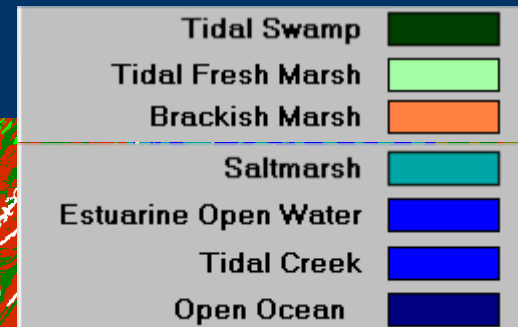 Tidal Swamp
Tidal Fresh Marsh
Brackish Marsh
Saltmarsh
Estuarine Open Water
Tidal Creek
Open Ocean